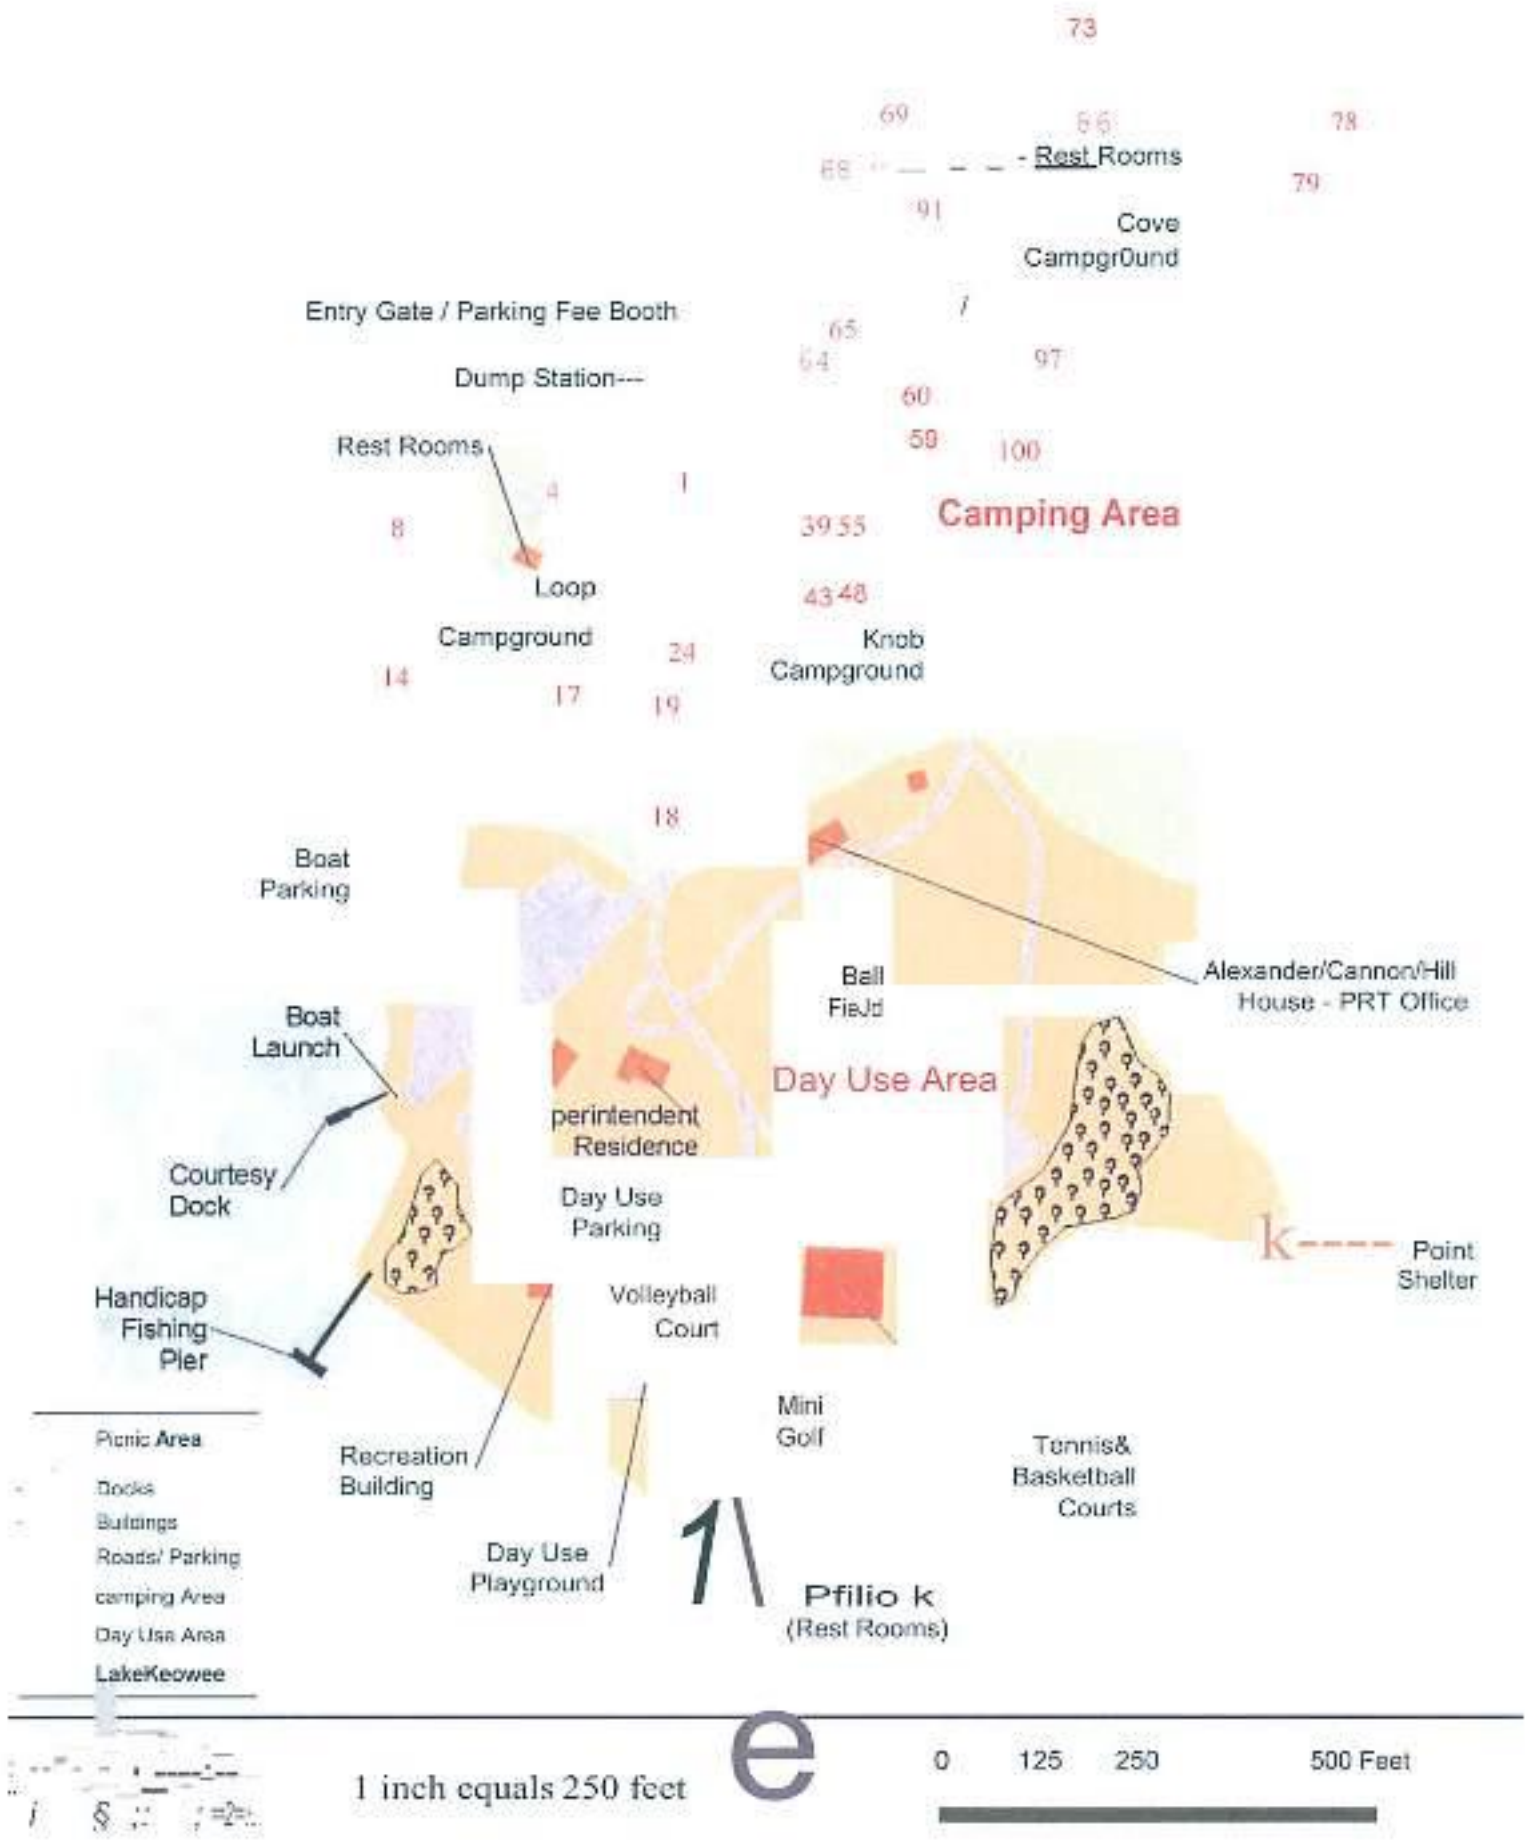 73
69
66
78
68
- Rest Rooms
79
91
Cove
Campgr0und
Entry Gate / Parking Fee Booth
/
65
64
97
Dump Station---
60
59
Rest Rooms
100
4
1
8
39 55
Camping Area
Loop
43 48
Campground
Knob
Campground
24
14
17
19
18
Boat
Parking
Ball
FieJd
Alexander/Cannon/Hill
House - PRT Office
Boat
Launch
Day Use Area
perintendent
Residence
Courtesy
Dock
Day Use
Parking
k-----
Point
Shelter
Handicap
Fishing
Pier
Volleyball
Court
Mini
Golf
Picnic Area
Docks
Buildings
Roads/ Parking
camping Area
Day Use Area
LakeKeowee
Recreation
Building
Tennis&
Basketball
Courts
Day Use
Playground
1\
Pfilio k
(Rest Rooms)
e
0 125 250 500 Feet
1 inch equals 250 feet